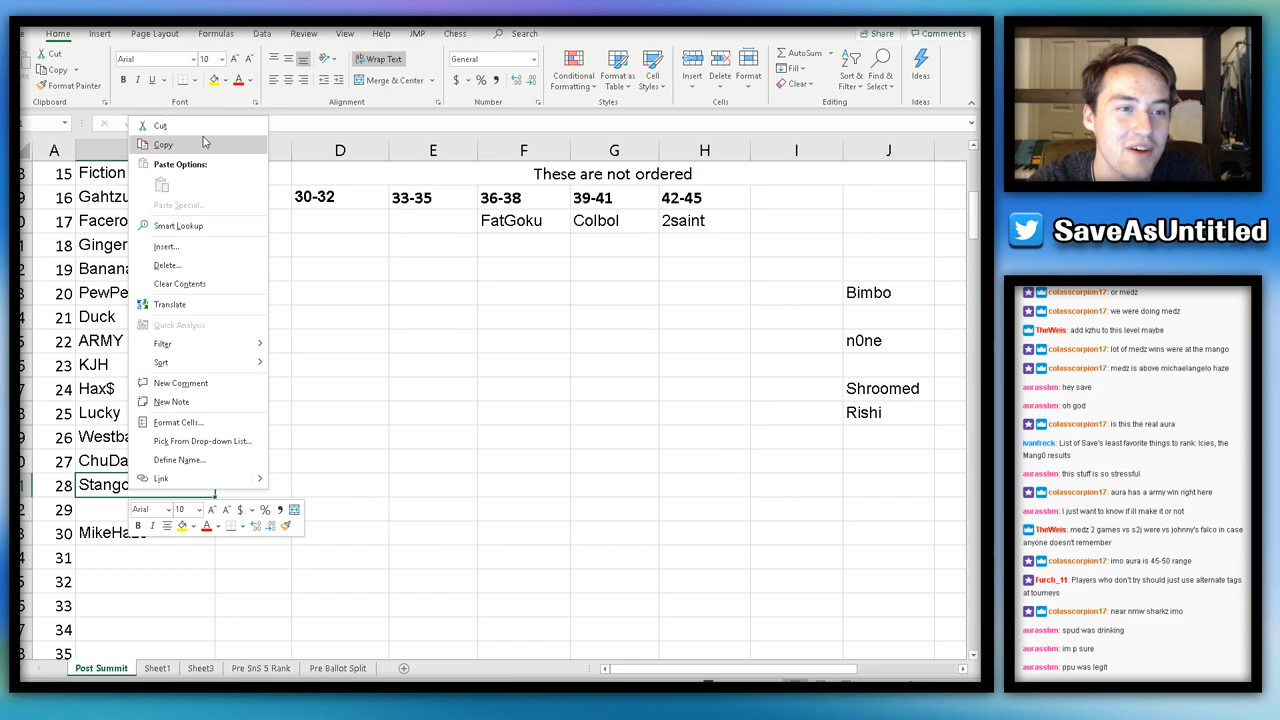 Home Insert Page Layout Formulas Data Review View Help JMP Chess Search Share Comments
Cut
Copy
Format Painter
Clipboard
Arial 10
B I U
Font
Wrap Text
Merge & Center
Alignment
General
$ % ,
Number
Conditional Formatting
Format as Table
Cell Styles
Styles
Insert Delete Format
Cells
AutoSum
Fill
Clear
Sort & Filter
Find & Select
Editing
Ideas
Ideas
A D E F G H I J
15 Fiction These are not ordered
16 Gahtzu 30-32 33-35 36-38 39-41 42-45
17 Facero FatGoku Colbol 2saint
18 Ginger
19 Banana
20 PewPe Bimbo
21 Duck
22 ARMY n0ne
23 KJH
24 Hax$ Shroomed
25 Lucky Rishi
26 Westba
27 ChuDa
28 Stango
29
30 MikeHaze
31
32
33
34
35
Cut
Copy
Paste Options:
Paste Special...
Smart Lookup
Insert...
Delete...
Clear Contents
Translate
Quick Analysis
Filter
Sort
New Comment
New Note
Format Cells...
Pick From Drop-down List...
Define Name...
Link
Arial 10 A A $ % ,
B I
Post Summit Sheet1 Sheet3 Pre SnS 5 Rank Pre Ballot Split
SaveAsUntitled
colasscorpion17: or medz
colasscorpion17: we were doing medz
TheWeis: add kzhu to this level maybe
colasscorpion17: lot of medz wins were at the mango
colasscorpion17: medz is above michaelangelo haze
aurassbm: hey save
aurassbm: oh god
colasscorpion17: is this the real aura
ivanfreck: List of Save's least favorite things to rank: Icies, the
Mang0 results
aurassbm: this stuff is so stressful
colasscorpion17: aura has a army win right here
aurassbm: I just want to know if ill make it or not
TheWeis: medz 2 games vs s2j were vs johnny's falco in case
anyone doesn't remember
colasscorpion17: imo aura is 45-50 range
Furch_11: Players who don't try should just use alternate tags
at tourneys
colasscorpion17: near nmw sharkz imo
aurassbm: spud was drinking
aurassbm: im p sure
aurassbm: ppu was legit